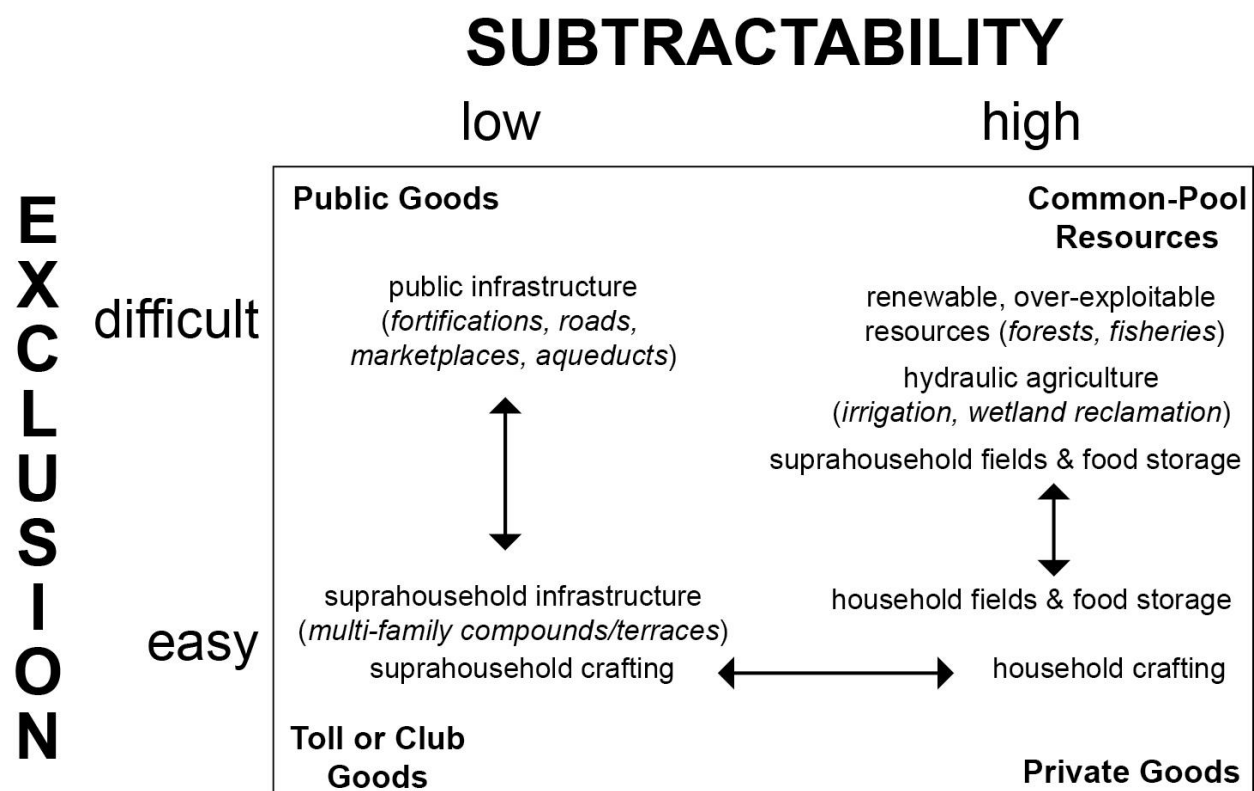 SUBTRACTABILITY
low
high
EXCLUSION
difficult
easy
Public Goods
public infrastructure
(fortifications, roads,
marketplaces, aqueducts)
Common-Pool
Resources
renewable, over-exploitable
resources (forests, fisheries)
hydraulic agriculture
(irrigation, wetland reclamation)
suprahousehold fields & food storage
suprahousehold infrastructure
(multi-family compounds/terraces)
suprahousehold crafting
Toll or Club
Goods
household fields & food storage
household crafting
Private Goods